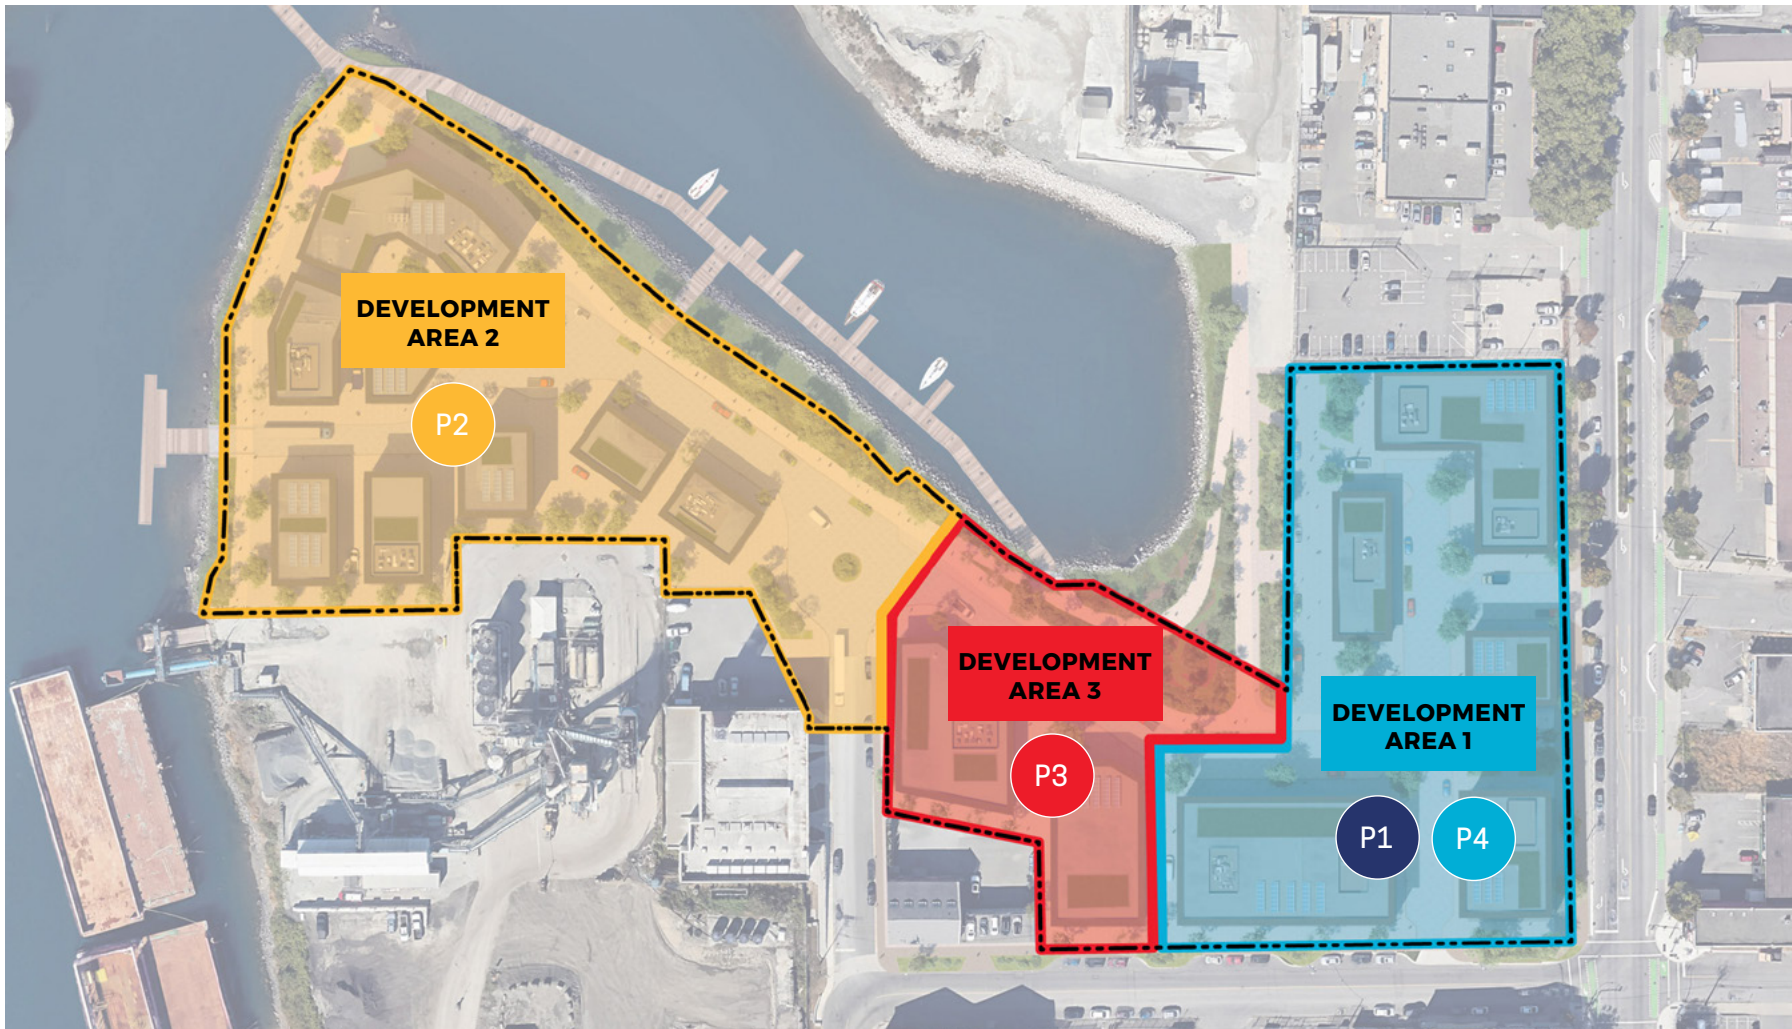 DEVELOPMENT
AREA 2
P2
DEVELOPMENT
AREA 3
P3
DEVELOPMENT
AREA 1
P1
P4